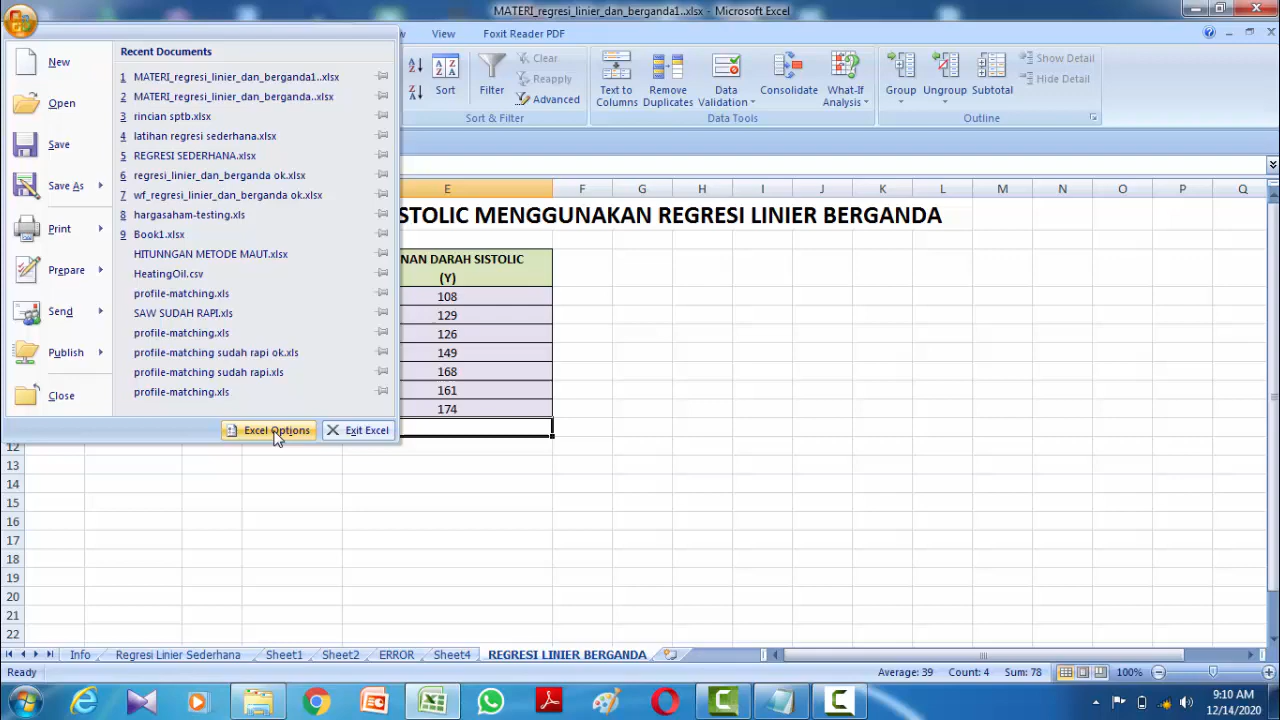 MATERI_regresi_linier_dan_berganda1..xlsx - Microsoft Excel
View
Foxit Reader PDF
New
Open
Save
Save As
Print
Prepare
Send
Publish
Close
Recent Documents
1 MATERI_regresi_linier_dan_berganda1..xlsx
2 MATERI_regresi_linier_dan_berganda..xlsx
3 rincian sptb.xlsx
4 latihan regresi sederhana.xlsx
5 REGRESI SEDERHANA.xlsx
6 regresi_linier_dan_berganda ok.xlsx
7 wf_regresi_linier_dan_berganda ok.xlsx
8 hargasaham-testing.xls
9 Book1.xlsx
HITUNNGAN METODE MAUT.xlsx
HeatingOil.csv
profile-matching.xls
SAW SUDAH RAPI.xls
profile-matching.xls
profile-matching sudah rapi ok.xls
profile-matching sudah rapi.xls
profile-matching.xls
Excel Options
Exit Excel
Sort
Filter
Clear
Reapply
Advanced
Sort & Filter
Text to Columns
Remove Duplicates
Data Validation
Consolidate
What-If Analysis
Data Tools
Group
Ungroup
Subtotal
Show Detail
Hide Detail
Outline
E F G H I J K L M N O P Q
STOLIC MENGGUNAKAN REGRESI LINIER BERGANDA
NAN DARAH SISTOLIC
(Y)
108
129
126
149
168
161
174
12
13
14
15
16
17
18
19
20
21
22
Info Regresi Linier Sederhana Sheet1 Sheet2 ERROR Sheet4 REGRESI LINIER BERGANDA
Ready Average: 39 Count: 4 Sum: 78 100%
9:10 AM
12/14/2020